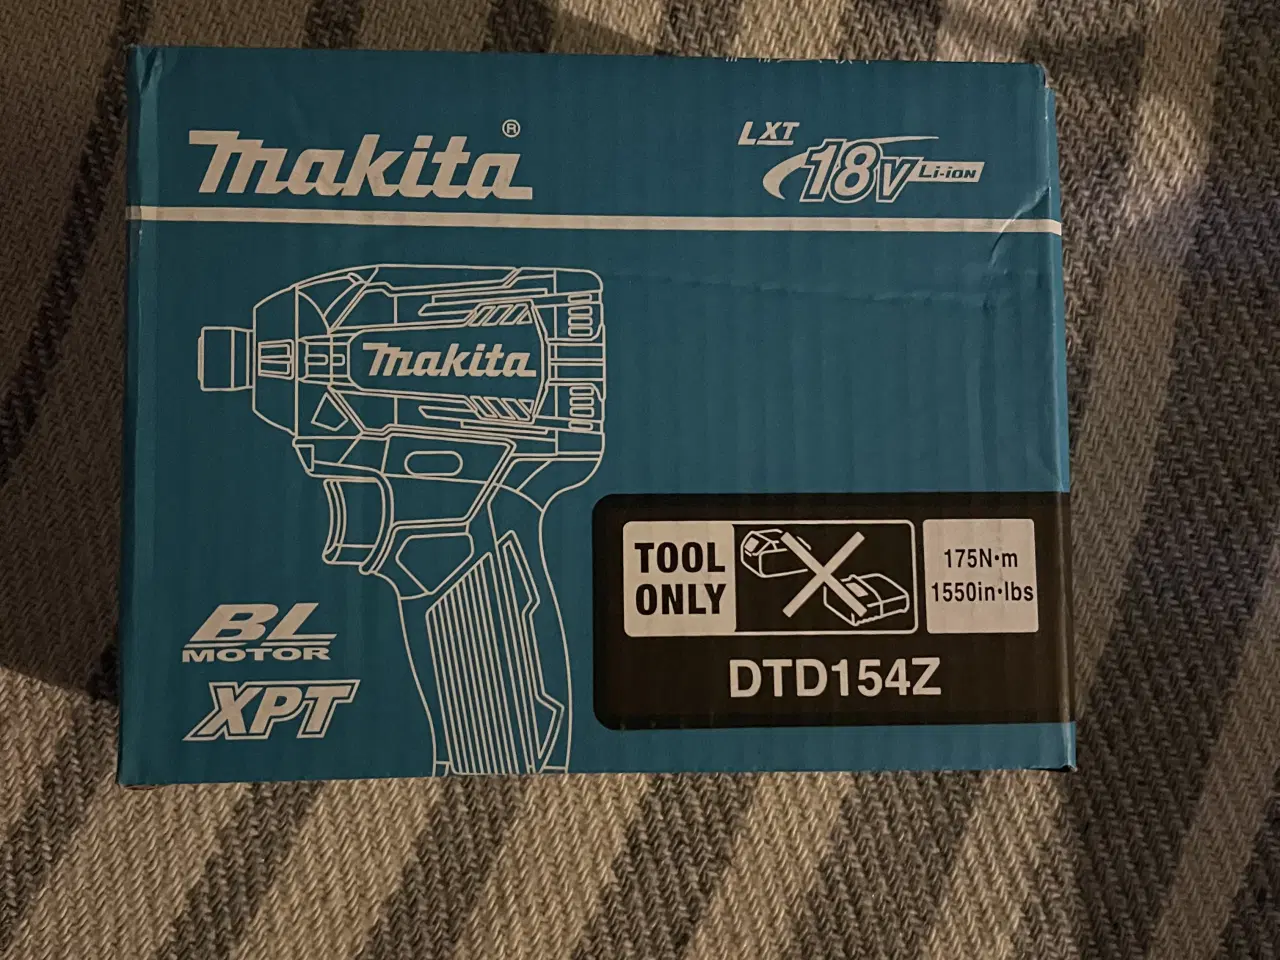 makita®
LXT
18V Li-ion
makita
TOOL
ONLY
175N·m
1550in·lbs
DTD154Z
BL
MOTOR
XPT